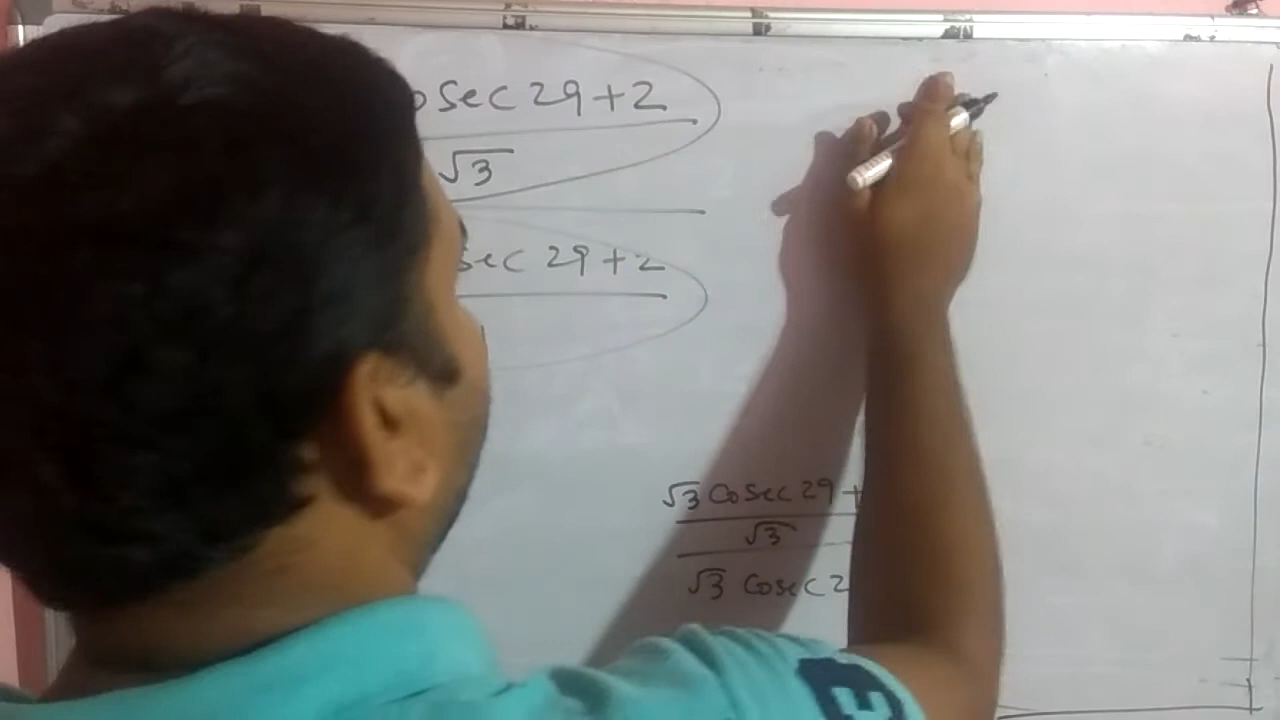 osec 29+2
√3
sec 29+2
√3 Cosec 29+
√3
√3 Cosec 2
E